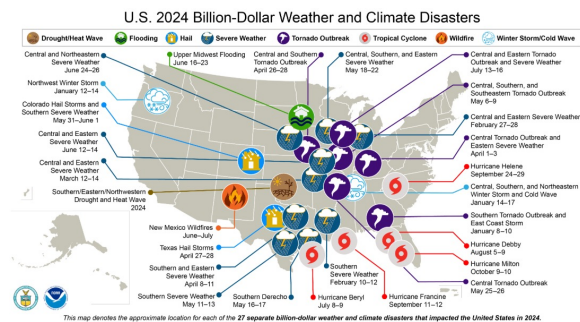 U.S. 2024 Billion-Dollar Weather and Climate Disasters
Drought/Heat Wave
Flooding
Hail
Severe Weather
Tornado Outbreak
Tropical Cyclone
Wildfire
Winter Storm/Cold Wave
Central and Northeastern
Severe Weather
June 24–26
Northwest Winter Storm
January 12–14
Colorado Hail Storms and
Southern Severe Weather
May 31–June 1
Central and Eastern
Severe Weather
June 12–14
Central and Eastern
Severe Weather
March 12–14
Southern/Eastern/Northwestern
Drought and Heat Wave
2024
New Mexico Wildfires
June–July
Texas Hail Storms
April 27–28
Southern and Eastern
Severe Weather
April 8–11
Southern Severe Weather
May 11–13
Upper Midwest Flooding
June 16–23
Central and Southern
Tornado Outbreak
April 26–28
Central, Southern, and Eastern
Severe Weather
May 18–22
Central and Eastern Tornado
Outbreak and Severe Weather
July 13–16
Central, Southern, and
Southeastern Tornado Outbreak
May 6–9
Central and Eastern Severe Weather
February 27–28
Central Tornado Outbreak and
Eastern Severe Weather
April 1–3
Hurricane Helene
September 24–29
Central, Southern, and Northeastern
Winter Storm and Cold Wave
January 14–17
Southern Tornado Outbreak and
East Coast Storm
January 8–10
Hurricane Debby
August 5–9
Hurricane Milton
October 9–10
Central Tornado Outbreak
May 25–26
Southern Derecho
May 16–17
Hurricane Beryl
July 8–9
Southern
Severe Weather
February 10–12
Hurricane Francine
September 11–12
This map denotes the approximate location for each of the 27 separate billion-dollar weather and climate disasters that impacted the United States in 2024.